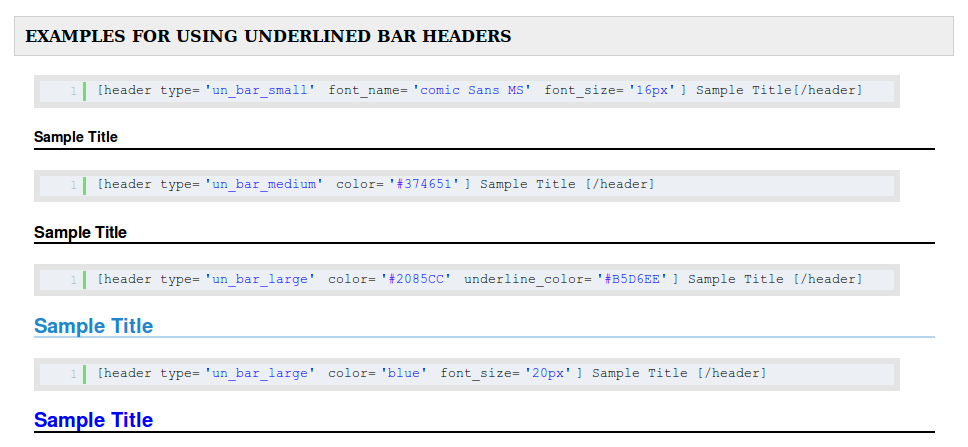 EXAMPLES FOR USING UNDERLINED BAR HEADERS
1 [header type='un_bar_small' font_name='comic Sans MS' font_size='16px'] Sample Title[/header]
Sample Title
1 [header type='un_bar_medium' color='#374651'] Sample Title [/header]
Sample Title
1 [header type='un_bar_large' color='#2085CC' underline_color='#B5D6EE'] Sample Title [/header]
Sample Title
1 [header type='un_bar_large' color='blue' font_size='20px'] Sample Title [/header]
Sample Title